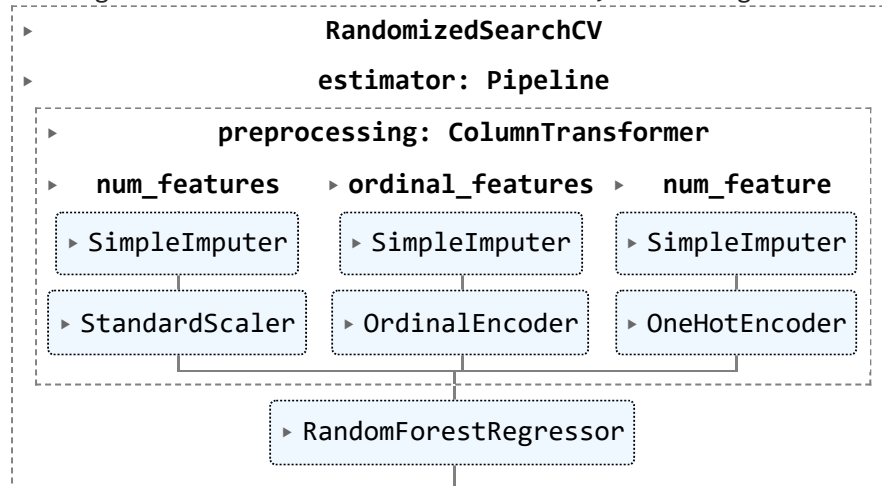 RandomizedSearchCV
estimator: Pipeline
preprocessing: ColumnTransformer
num_features ordinal_features num_feature
SimpleImputer SimpleImputer SimpleImputer
StandardScaler OrdinalEncoder OneHotEncoder
RandomForestRegressor